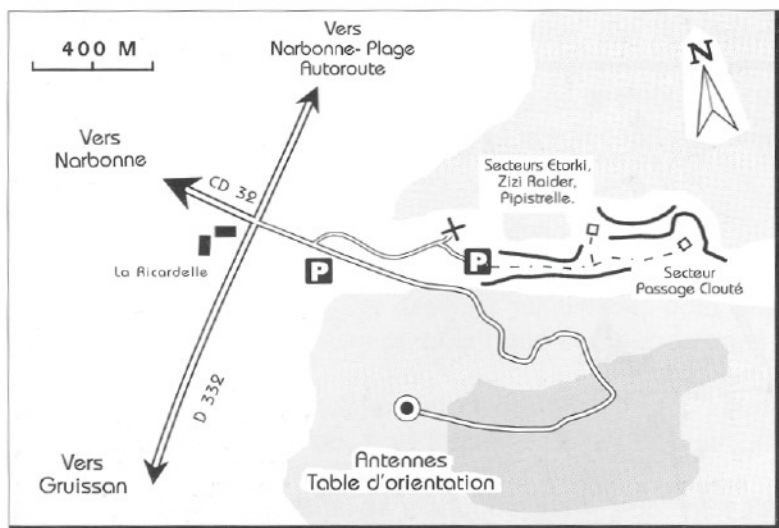 400 M
Vers
Narbonne-Plage
Autoroute
N
Vers
Narbonne
CD 32
Secteurs Etorki,
Zizi Raider,
Pipistrelle.
P
P
La Ricardelle
Secteur
Passage Clouté
D 332
Vers
Gruissan
Antennes
Table d'orientation